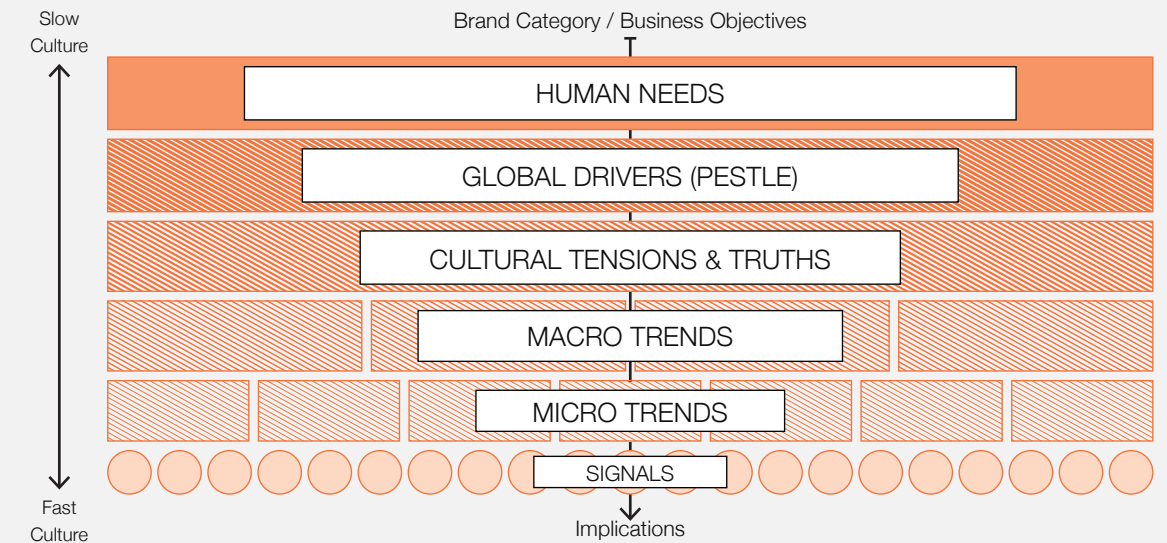 Slow
Culture
Brand Category / Business Objectives
HUMAN NEEDS
GLOBAL DRIVERS (PESTLE)
CULTURAL TENSIONS & TRUTHS
MACRO TRENDS
MICRO TRENDS
SIGNALS
Fast
Culture
Implications